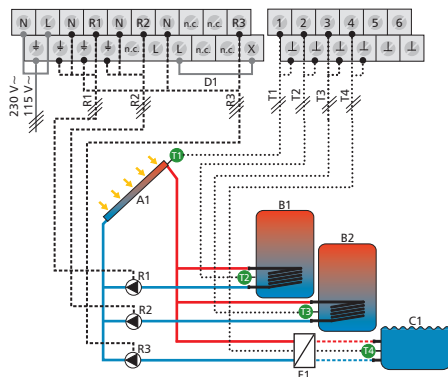 N L N R1 N R2 N n.c. n.c. R3 1 2 3 4 5 6
n.c. L L n.c. n.c. X
230 V~
115 V~
D1
R1 R2 R3 T1 T2 T3 T4
T1
A1
B1
B2
T2
R1
T3
R2
C1
R3
T4
F1